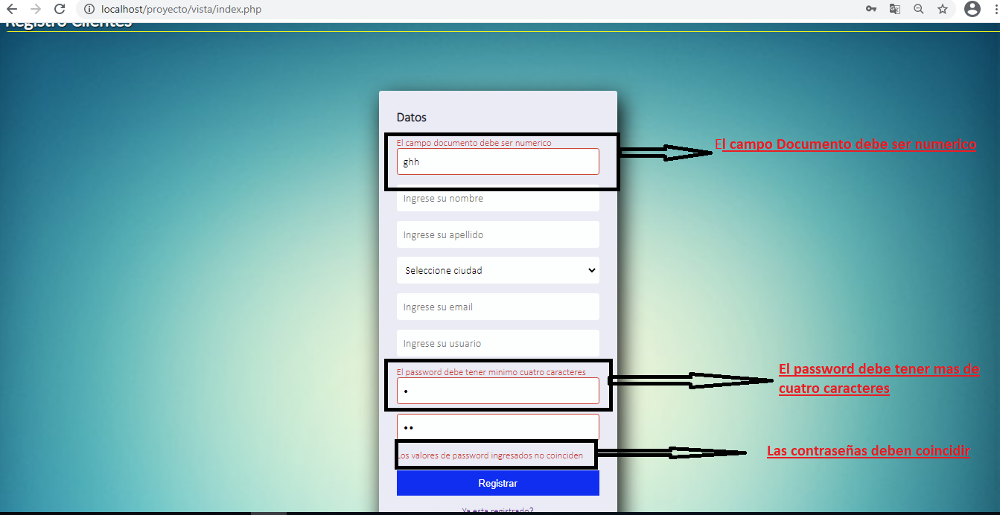 localhost/proyecto/vista/index.php
Registro Clientes
Datos
El campo documento debe ser numerico
ghh
El campo Documento debe ser numerico
Ingrese su nombre
Ingrese su apellido
Seleccione ciudad
Ingrese su email
Ingrese su usuario
El password debe tener minimo cuatro caracteres
El password debe tener mas de
cuatro caracteres
Los valores de password ingresados no coinciden
Las contraseñas deben coincidir
Registrar
Ya esta registrado?